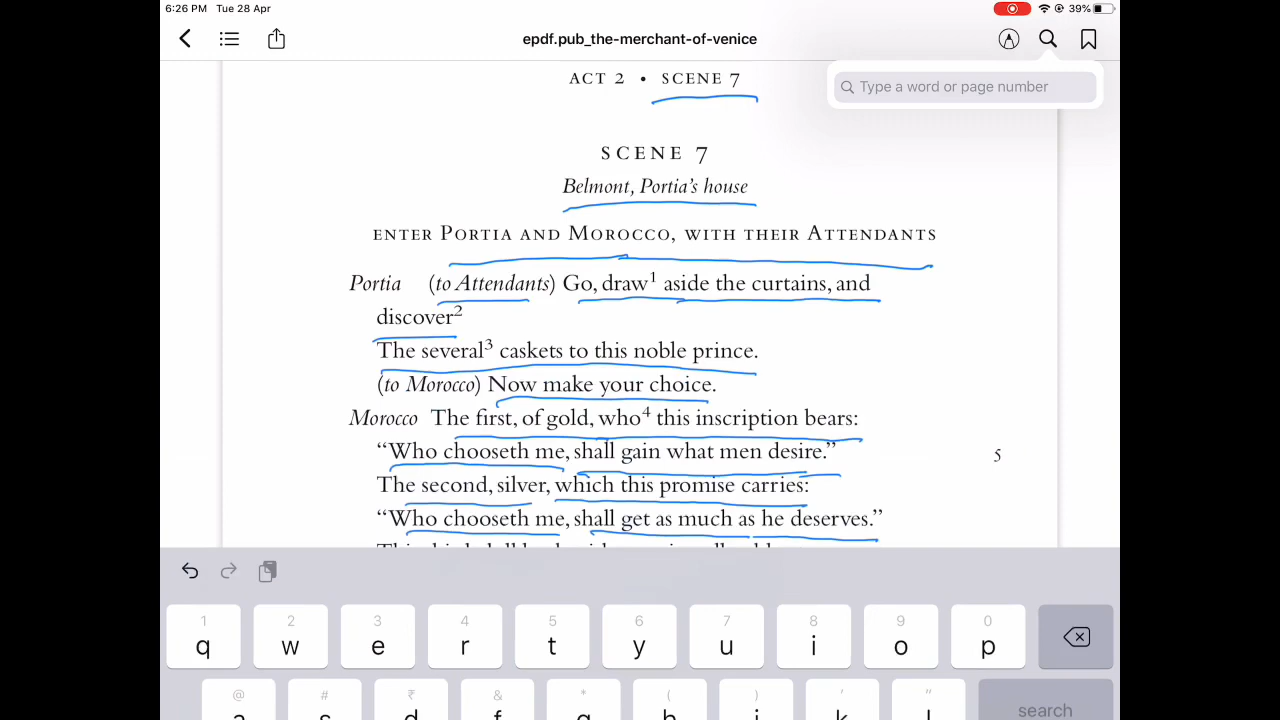 6:26 PM Tue 28 Apr 39%
epdf.pub_the-merchant-of-venice
Type a word or page number
ACT 2 • SCENE 7
SCENE 7
Belmont, Portia's house
ENTER PORTIA AND MOROCCO, WITH THEIR ATTENDANTS
Portia (to Attendants) Go, draw¹ aside the curtains, and
discover²
The several³ caskets to this noble prince.
(to Morocco) Now make your choice.
Morocco The first, of gold, who⁴ this inscription bears:
“Who chooseth me, shall gain what men desire.” 5
The second, silver, which this promise carries:
“Who chooseth me, shall get as much as he deserves.”
1 2 3 4 5 6 7 8 9 0
q w e r t y u i o p
@ # ₹ & * ( ) ' "
a s d f g h j k l search